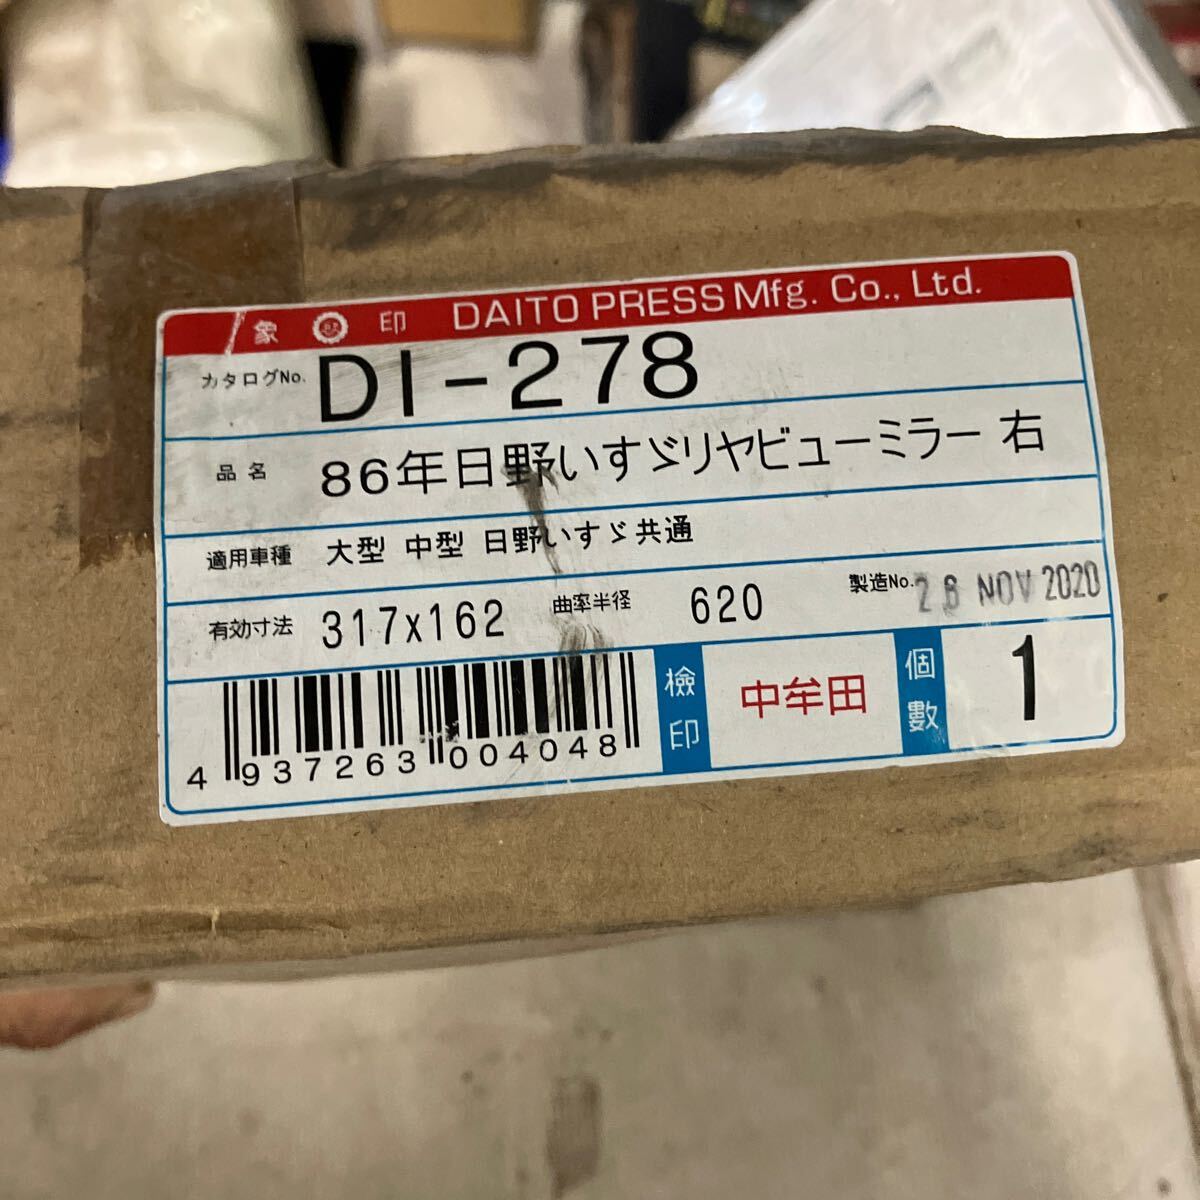 象 印 DAITO PRESS Mfg. Co., Ltd.
カタログNo. DI-278
品名 86年日野いすゞリヤビューミラー 右
適用車種 大型 中型 日野いすゞ共通
有効寸法 317x162 曲率半径 620 製造No. 26 NOV 2020
4 937263 004048 檢印 中牟田 個數 1